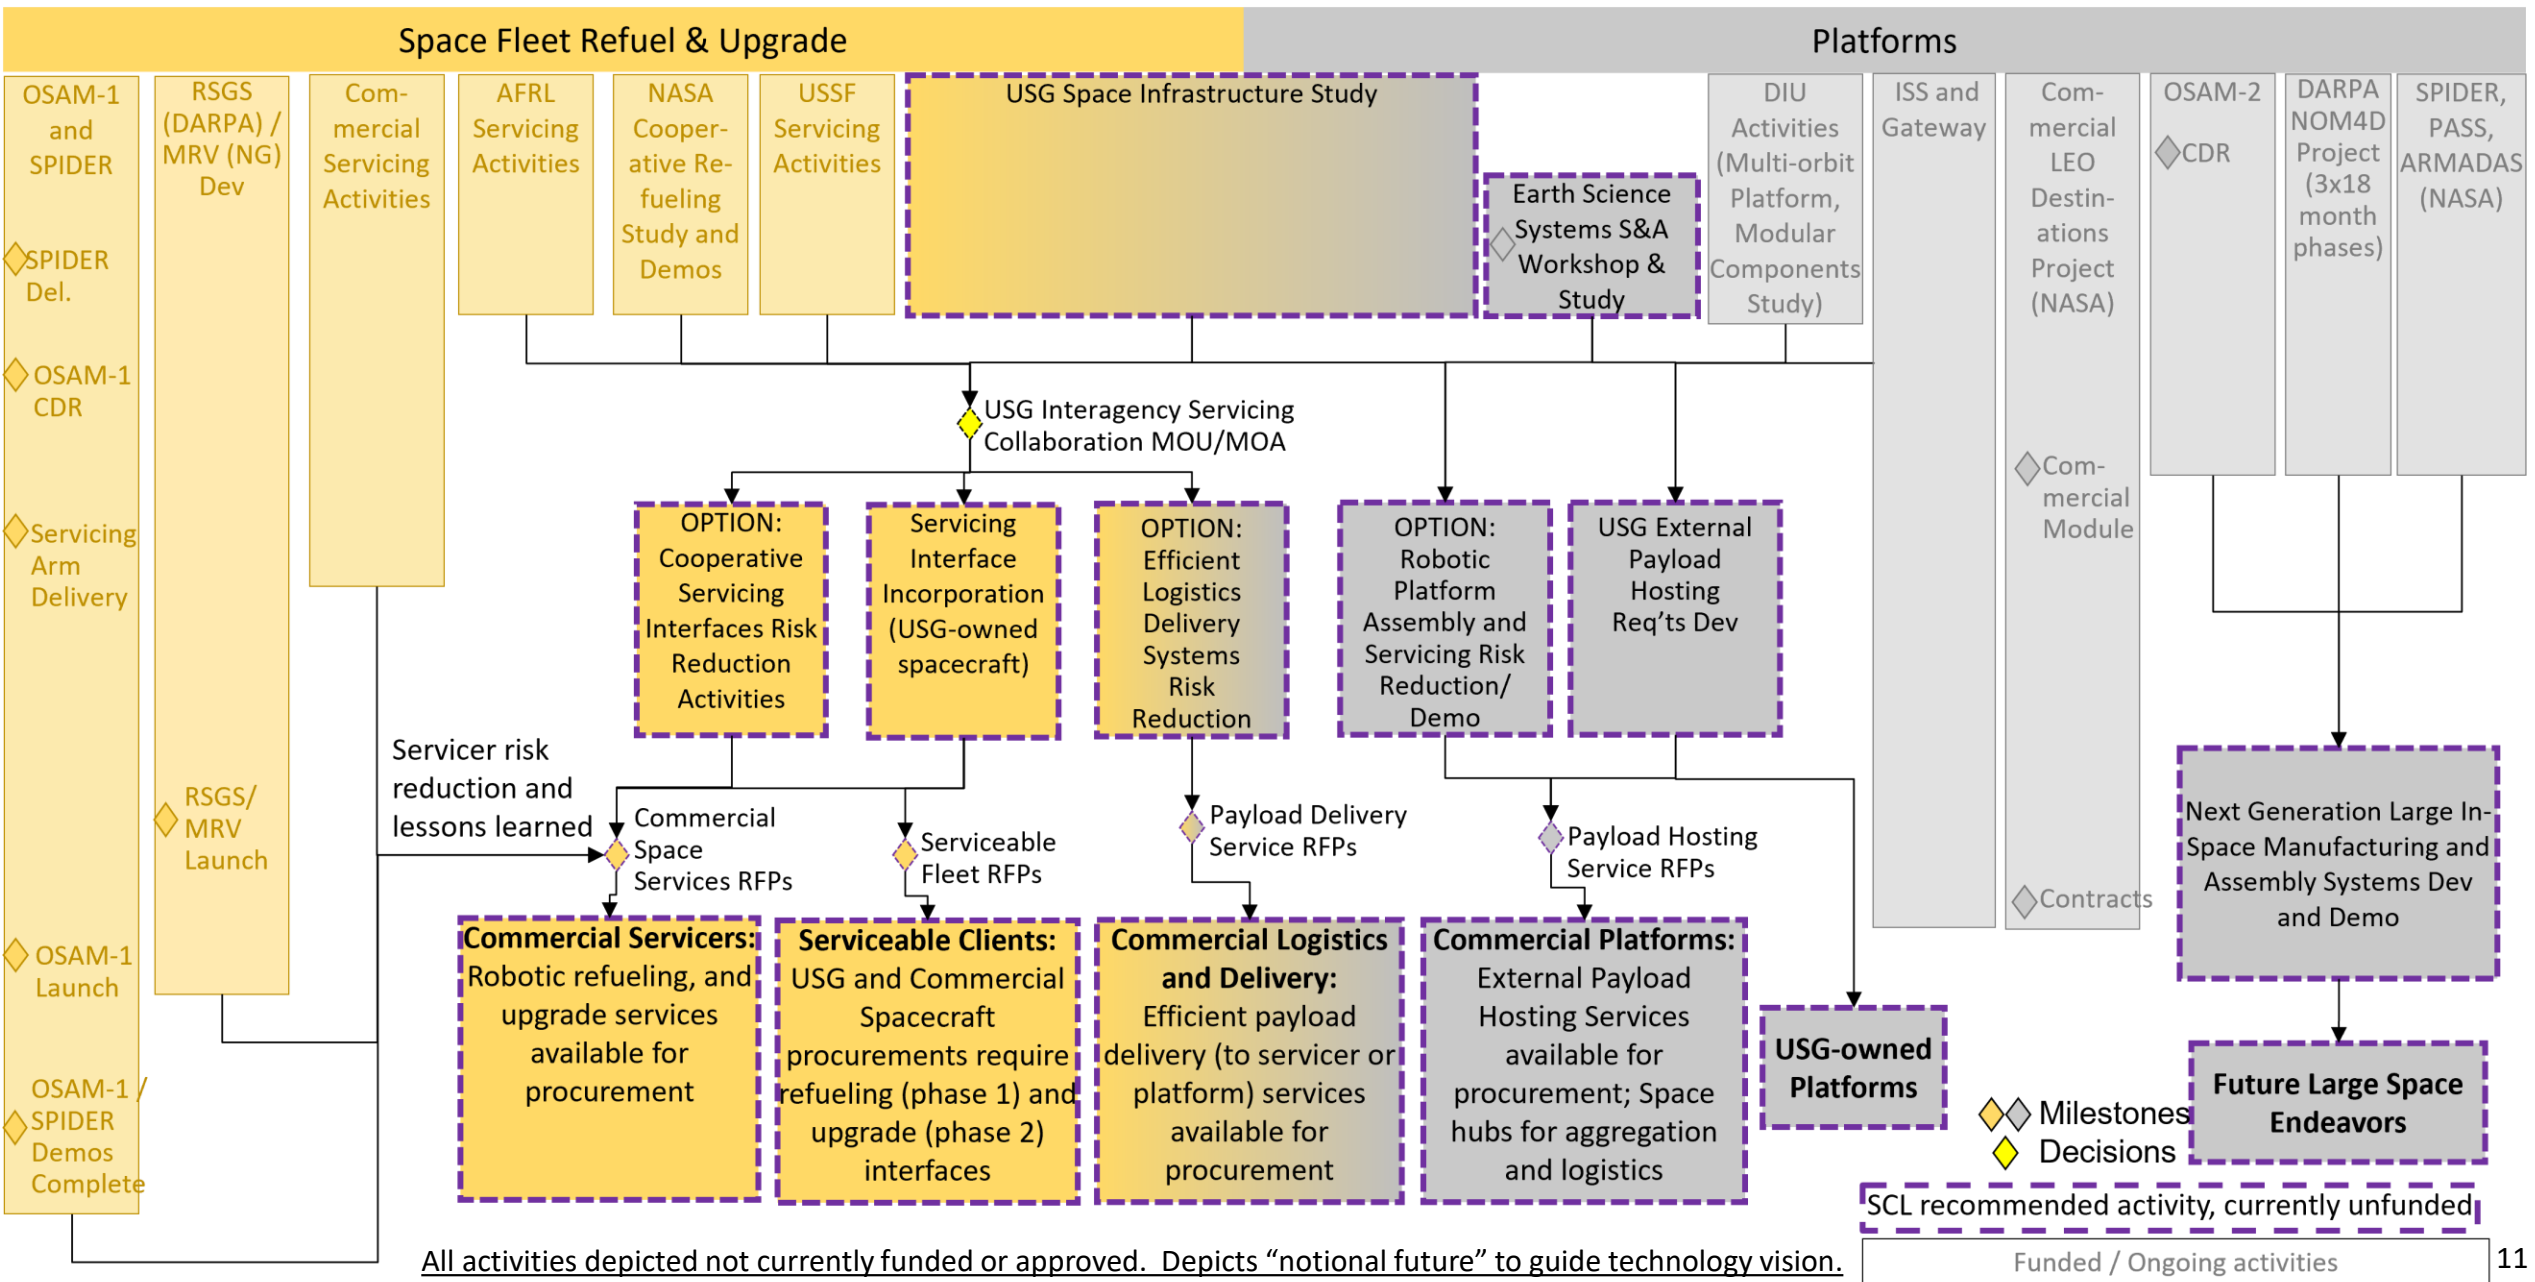 Space Fleet Refuel & Upgrade
Platforms
OSAM-1
and
SPIDER
SPIDER
Del.
OSAM-1
CDR
Servicing
Arm
Delivery
OSAM-1
Launch
OSAM-1 /
SPIDER
Demos
Complete
RSGS
(DARPA) /
MRV (NG)
Dev
RSGS/
MRV
Launch
Com-
mercial
Servicing
Activities
AFRL
Servicing
Activities
NASA
Cooper-
ative Re-
fueling
Study and
Demos
USSF
Servicing
Activities
USG Space Infrastructure Study
Earth Science
Systems S&A
Workshop &
Study
DIU
Activities
(Multi-orbit
Platform,
Modular
Components
Study)
ISS and
Gateway
Com-
mercial
LEO
Destin-
ations
Project
(NASA)
Com-
mercial
Module
Contracts
OSAM-2
CDR
DARPA
NOM4D
Project
(3x18
month
phases)
SPIDER,
PASS,
ARMADAS
(NASA)
USG Interagency Servicing
Collaboration MOU/MOA
OPTION:
Cooperative
Servicing
Interfaces Risk
Reduction
Activities
Servicing
Interface
Incorporation
(USG-owned
spacecraft)
OPTION:
Efficient
Logistics
Delivery
Systems
Risk
Reduction
OPTION:
Robotic
Platform
Assembly and
Servicing Risk
Reduction/
Demo
USG External
Payload
Hosting
Req'ts Dev
Servicer risk
reduction and
lessons learned
Commercial
Space
Services RFPs
Serviceable
Fleet RFPs
Payload Delivery
Service RFPs
Payload Hosting
Service RFPs
Next Generation Large In-
Space Manufacturing and
Assembly Systems Dev
and Demo
Commercial Servicers:
Robotic refueling, and
upgrade services
available for
procurement
Serviceable Clients:
USG and Commercial
Spacecraft
procurements require
refueling (phase 1) and
upgrade (phase 2)
interfaces
Commercial Logistics
and Delivery:
Efficient payload
delivery (to servicer or
platform) services
available for
procurement
Commercial Platforms:
External Payload
Hosting Services
available for
procurement; Space
hubs for aggregation
and logistics
USG-owned
Platforms
Future Large Space
Endeavors
Milestones
Decisions
SCL recommended activity, currently unfunded
Funded / Ongoing activities
All activities depicted not currently funded or approved.  Depicts “notional future” to guide technology vision.
11